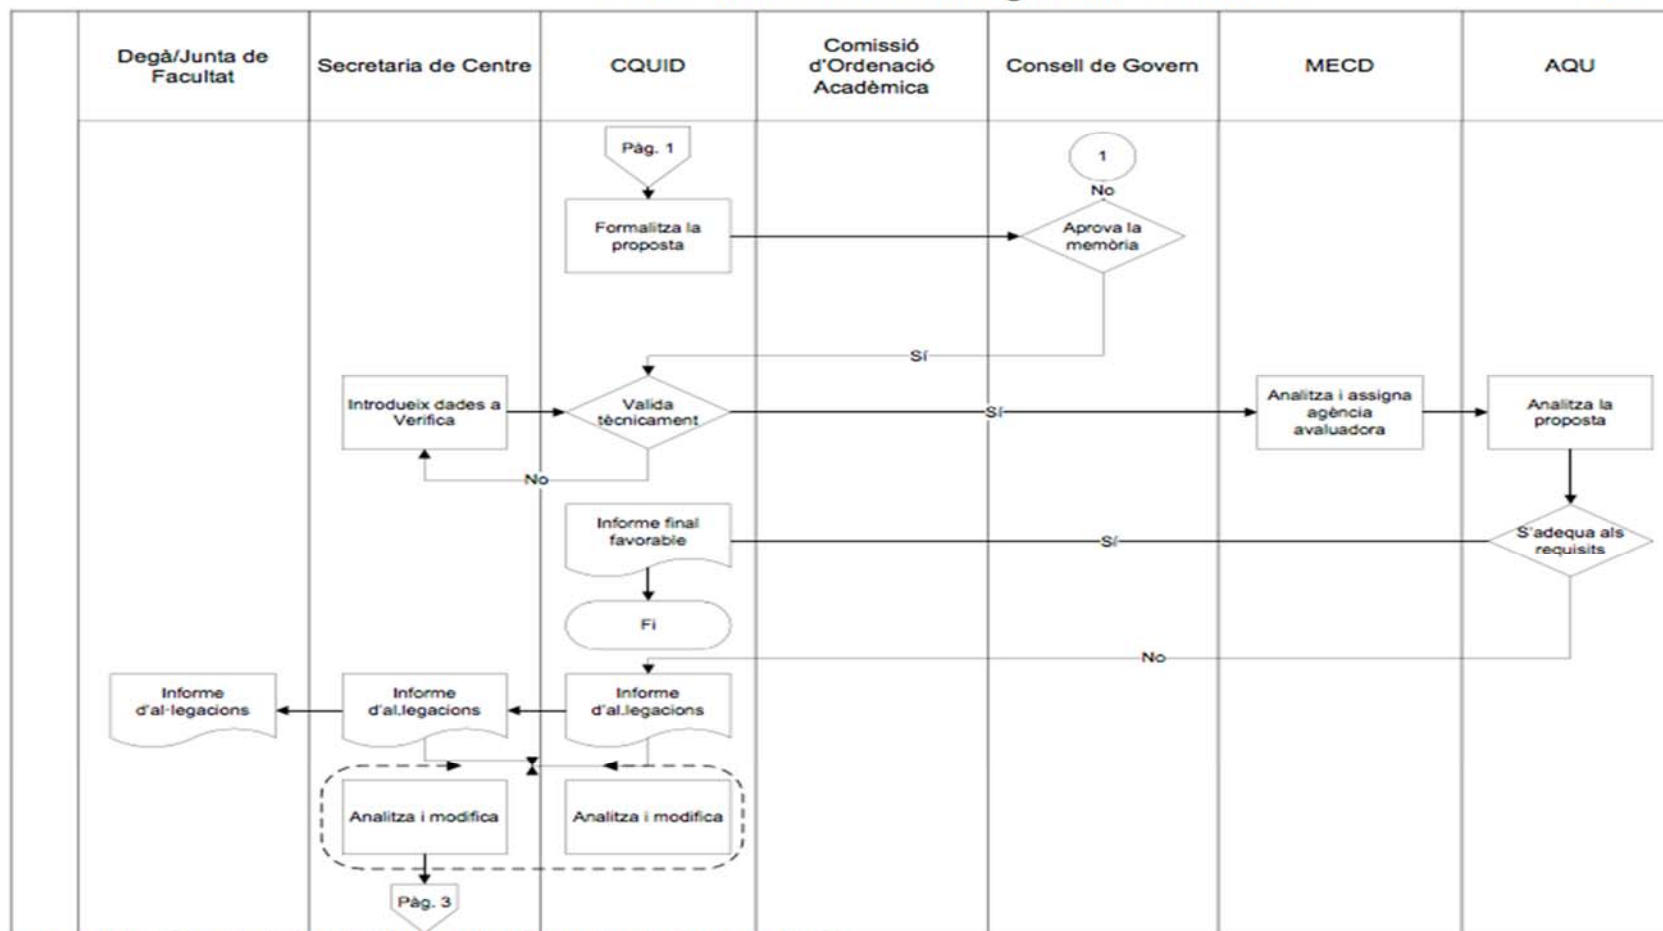 Degà/Junta de
Facultat
Secretaria de Centre
CQUID
Comissió
d'Ordenació
Acadèmica
Consell de Govern
MECD
AQU
Pàg. 1
1
No
Formalitza la
proposta
Aprova la
memòria
Sí
Introdueix dades a
Verifica
Valida
tècnicament
Sí
Analitza i assigna
agència
avaluadora
Analitza la
proposta
No
Informe final
favorable
Sí
S'adequa als
requisits
Fi
No
Informe
d'al·legacions
Informe
d'al.legacions
Informe
d'al.legacions
Analitza i modifica
Analitza i modifica
Pàg. 3